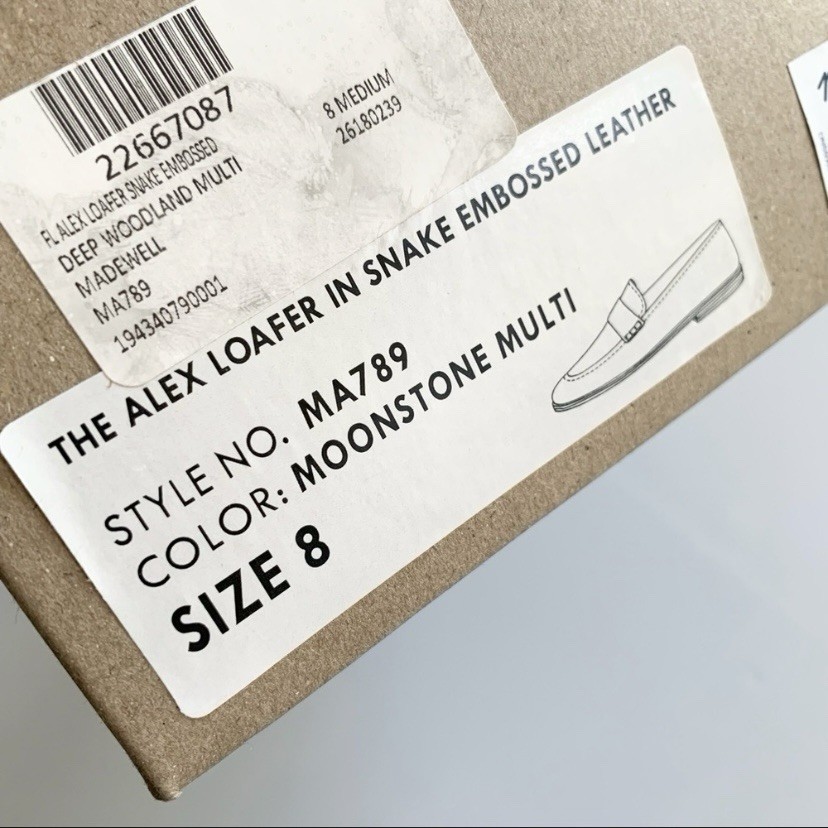 22667087
FL ALEX LOAFER SNAKE EMBOSSED
DEEP WOODLAND MULTI
MADEWELL
MA789
194340790001
8 MEDIUM
26180239
THE ALEX LOAFER IN SNAKE EMBOSSED LEATHER
STYLE NO. MA789
COLOR: MOONSTONE MULTI
SIZE 8